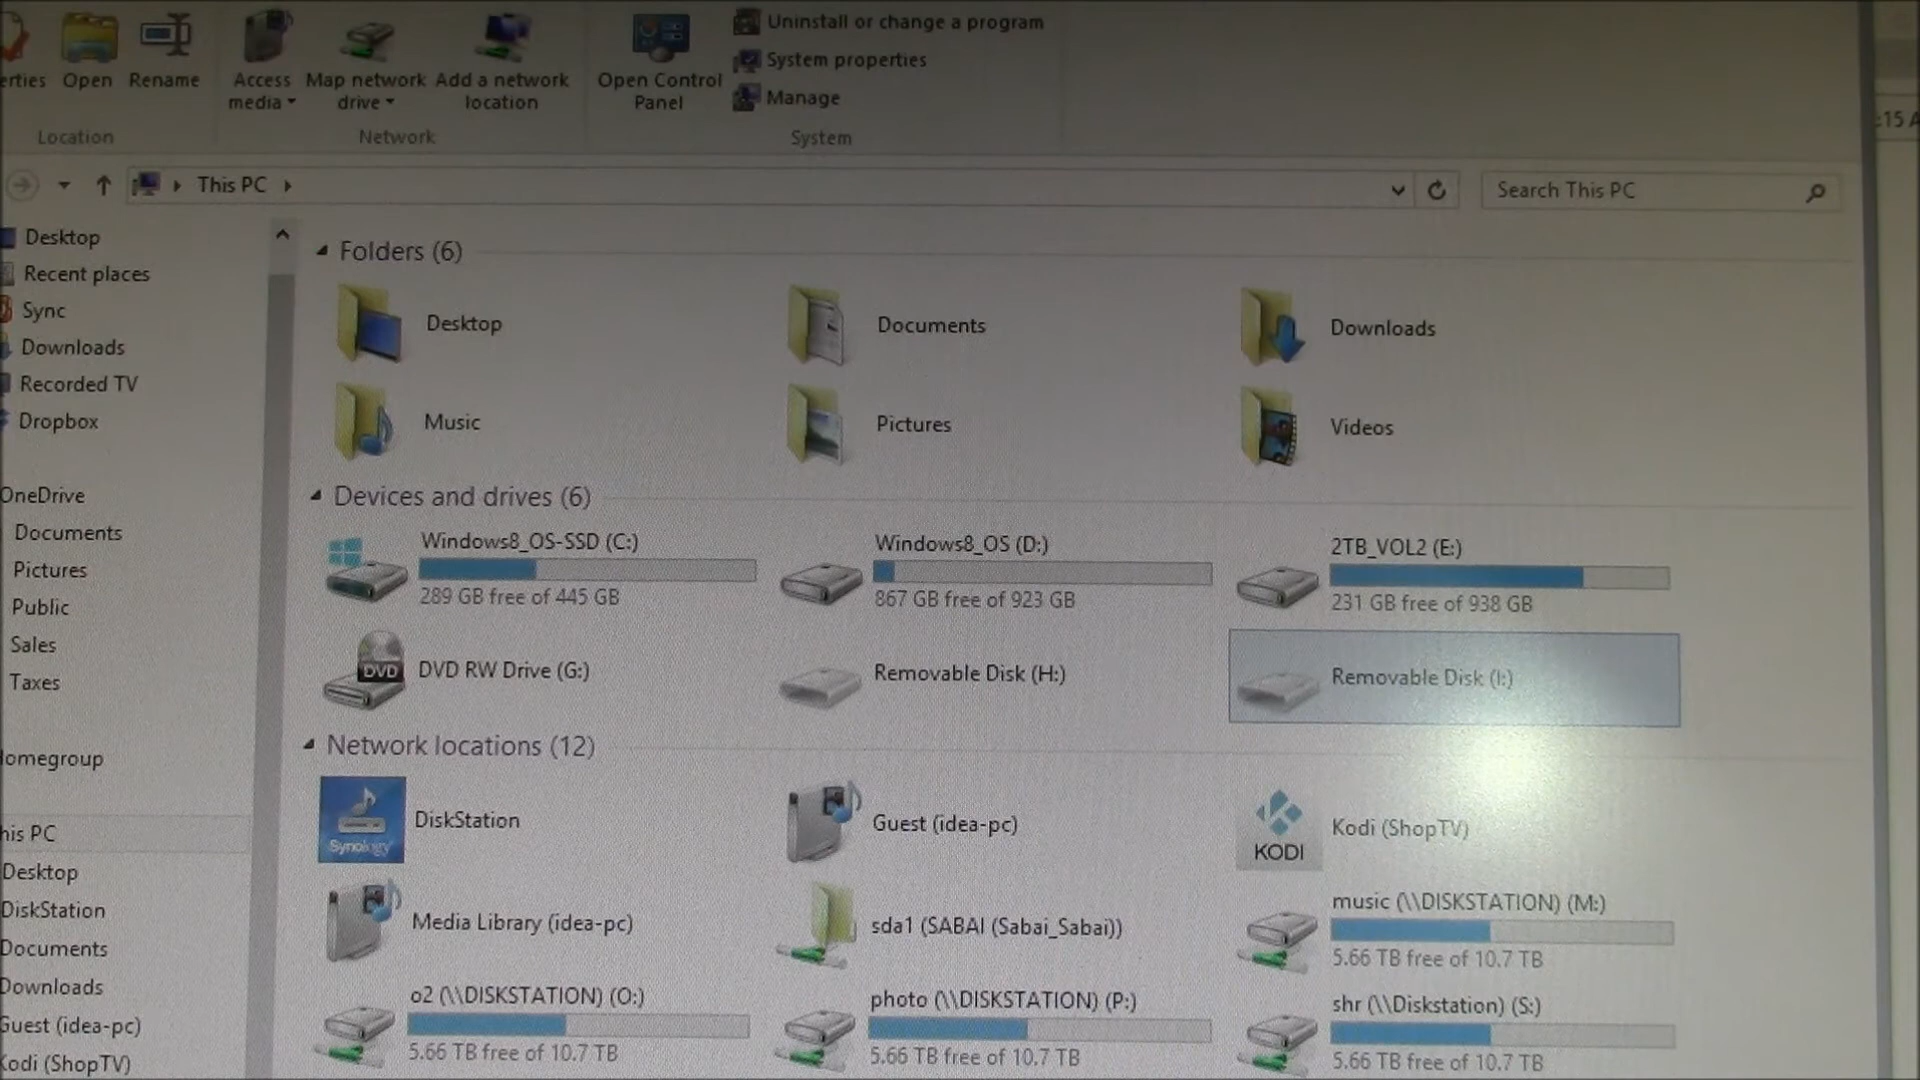 Uninstall or change a program
System properties
Manage
Open
Rename
Access
media
Map network
drive
Add a network
location
Open Control
Panel
Location
Network
System
This PC
Search This PC
Desktop
Recent places
Sync
Downloads
Recorded TV
Dropbox
OneDrive
Documents
Pictures
Public
Sales
Taxes
omegroup
his PC
Desktop
DiskStation
Documents
Downloads
Guest (idea-pc)
Kodi (ShopTV)
Folders (6)
Desktop
Documents
Downloads
Music
Pictures
Videos
Devices and drives (6)
Windows8_OS-SSD (C:)
289 GB free of 445 GB
Windows8_OS (D:)
867 GB free of 923 GB
2TB_VOL2 (E:)
231 GB free of 938 GB
DVD
DVD RW Drive (G:)
Removable Disk (H:)
Removable Disk (I:)
Network locations (12)
Synology
DiskStation
Guest (idea-pc)
KODI
Kodi (ShopTV)
Media Library (idea-pc)
sda1 (SABAI (Sabai_Sabai))
music (\\DISKSTATION) (M:)
5.66 TB free of 10.7 TB
o2 (\\DISKSTATION) (O:)
5.66 TB free of 10.7 TB
photo (\\DISKSTATION) (P:)
5.66 TB free of 10.7 TB
shr (\\Diskstation) (S:)
5.66 TB free of 10.7 TB